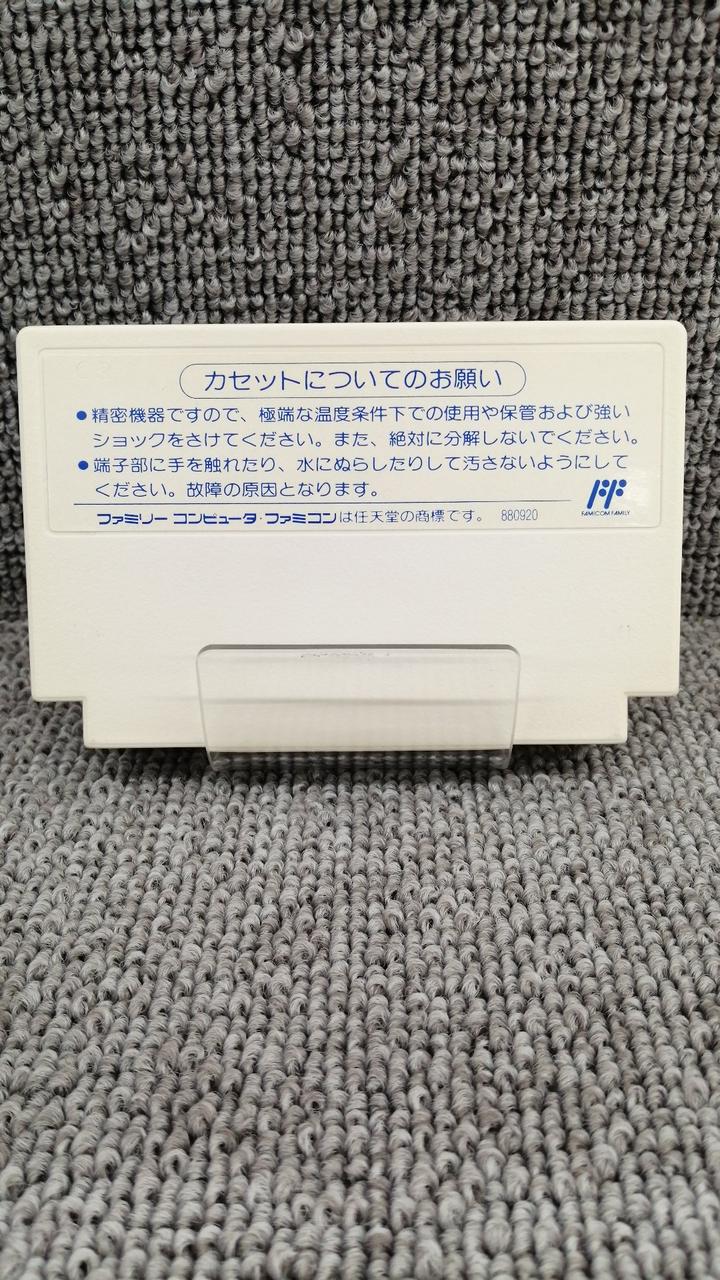 カセットについてのお願い
●精密機器ですので、極端な温度条件下での使用や保管および強い
ショックをさけてください。また、絶対に分解しないでください。
●端子部に手を触れたり、水にぬらしたりして汚さないようにして
ください。故障の原因となります。
FAMICOM FAMILY
ファミリー コンピュータ・ファミコンは任天堂の商標です。 880920